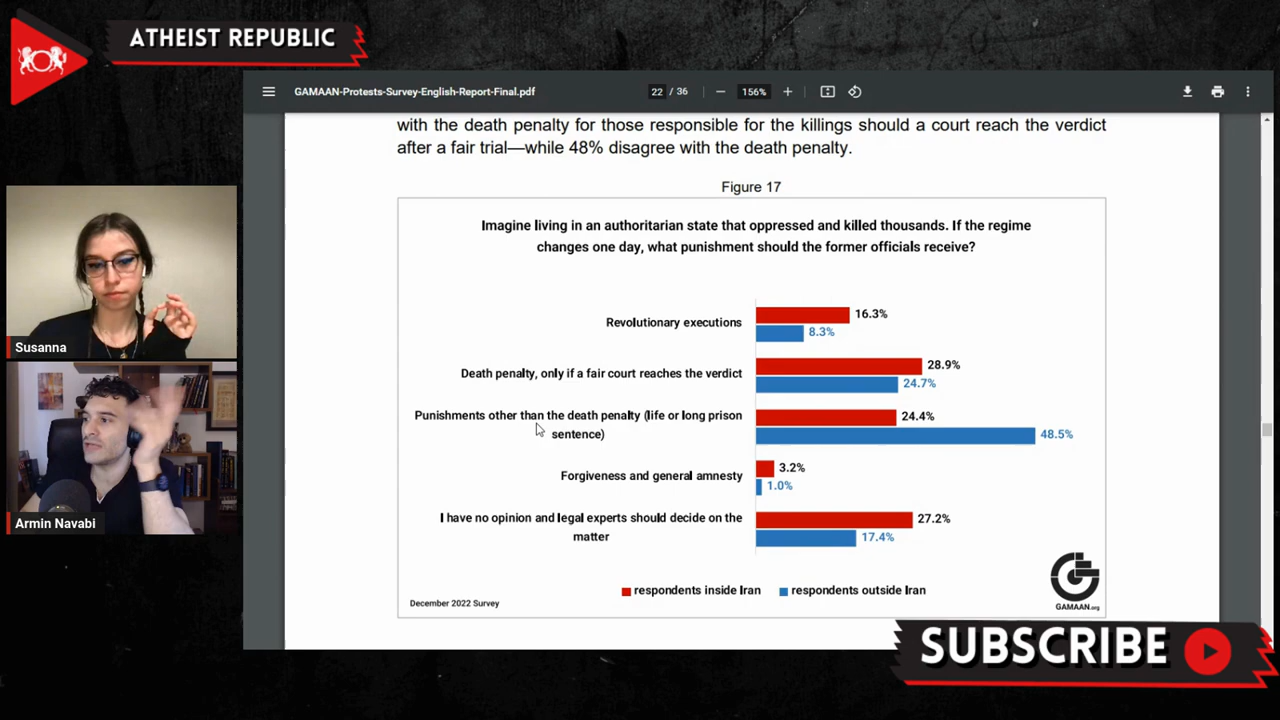 ATHEIST REPUBLIC
GAMAAN-Protests-Survey-English-Report-Final.pdf
22 / 36
156%
with the death penalty for those responsible for the killings should a court reach the verdict
after a fair trial—while 48% disagree with the death penalty.
Figure 17
Imagine living in an authoritarian state that oppressed and killed thousands. If the regime
changes one day, what punishment should the former officials receive?
Revolutionary executions
16.3%
8.3%
Death penalty, only if a fair court reaches the verdict
28.9%
24.7%
Punishments other than the death penalty (life or long prison
sentence)
24.4%
48.5%
Forgiveness and general amnesty
3.2%
1.0%
I have no opinion and legal experts should decide on the
matter
27.2%
17.4%
respondents inside Iran
respondents outside Iran
December 2022 Survey
GAMAAN.org
Susanna
Armin Navabi
SUBSCRIBE